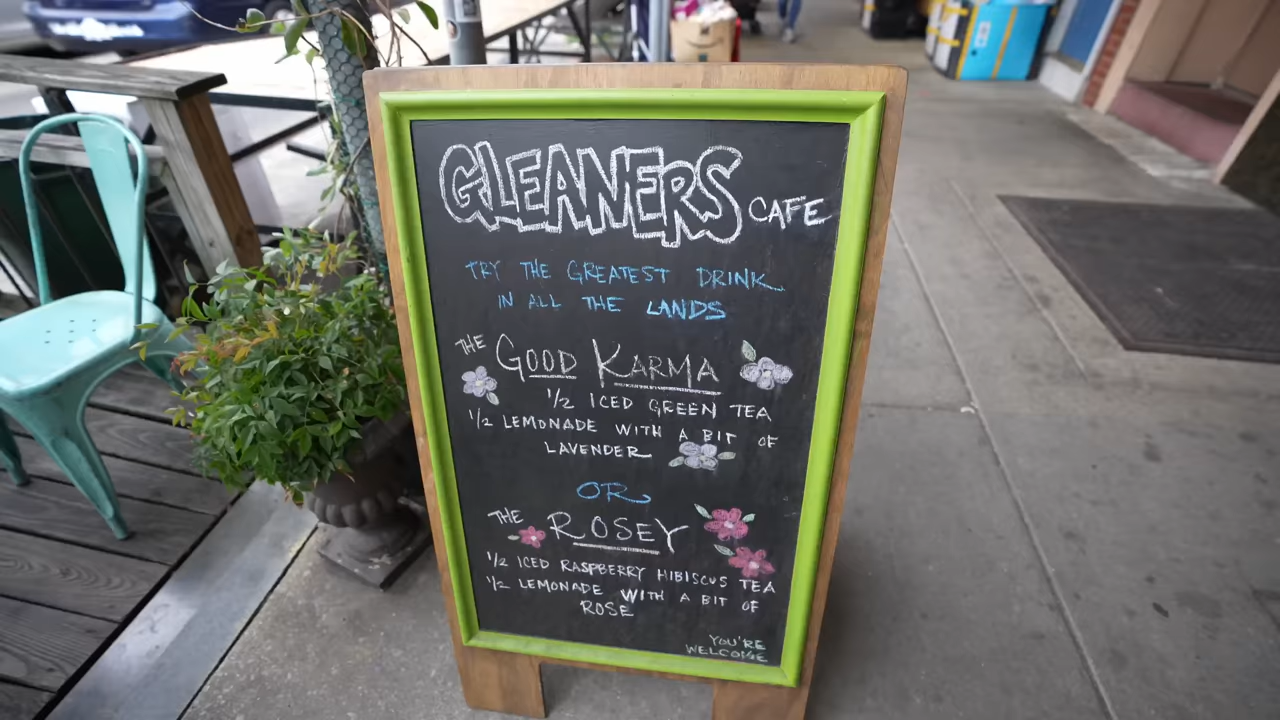 GLEANERS CAFE
TRY THE GREATEST DRINK
IN ALL THE LANDS
THE GOOD KARMA
1/2 ICED GREEN TEA
1/2 LEMONADE WITH A BIT OF
LAVENDER
OR
THE ROSEY
1/2 ICED RASPBERRY HIBISCUS TEA
1/2 LEMONADE WITH A BIT OF
ROSE
YOU'RE
WELCOME